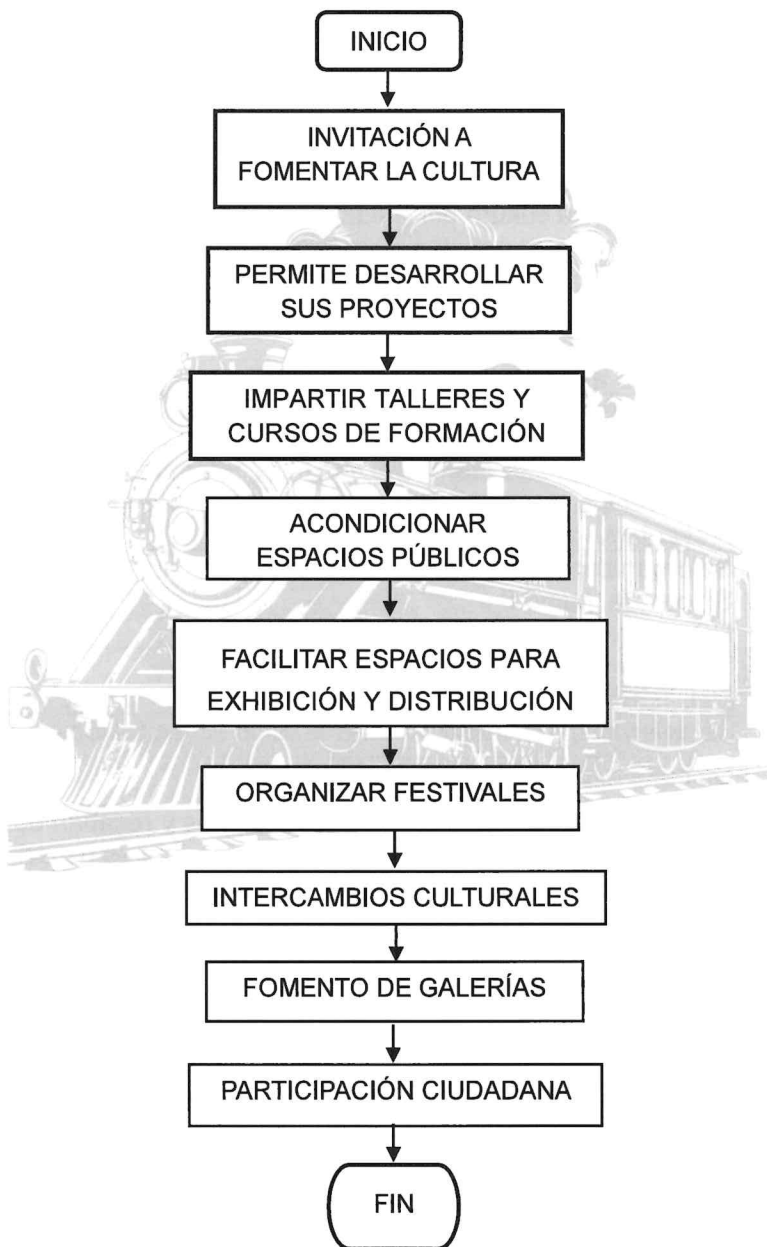 INICIO
INVITACIÓN A
FOMENTAR LA CULTURA
PERMITE DESARROLLAR
SUS PROYECTOS
IMPARTIR TALLERES Y
CURSOS DE FORMACIÓN
ACONDICIONAR
ESPACIOS PÚBLICOS
FACILITAR ESPACIOS PARA
EXHIBICIÓN Y DISTRIBUCIÓN
ORGANIZAR FESTIVALES
INTERCAMBIOS CULTURALES
FOMENTO DE GALERÍAS
PARTICIPACIÓN CIUDADANA
FIN